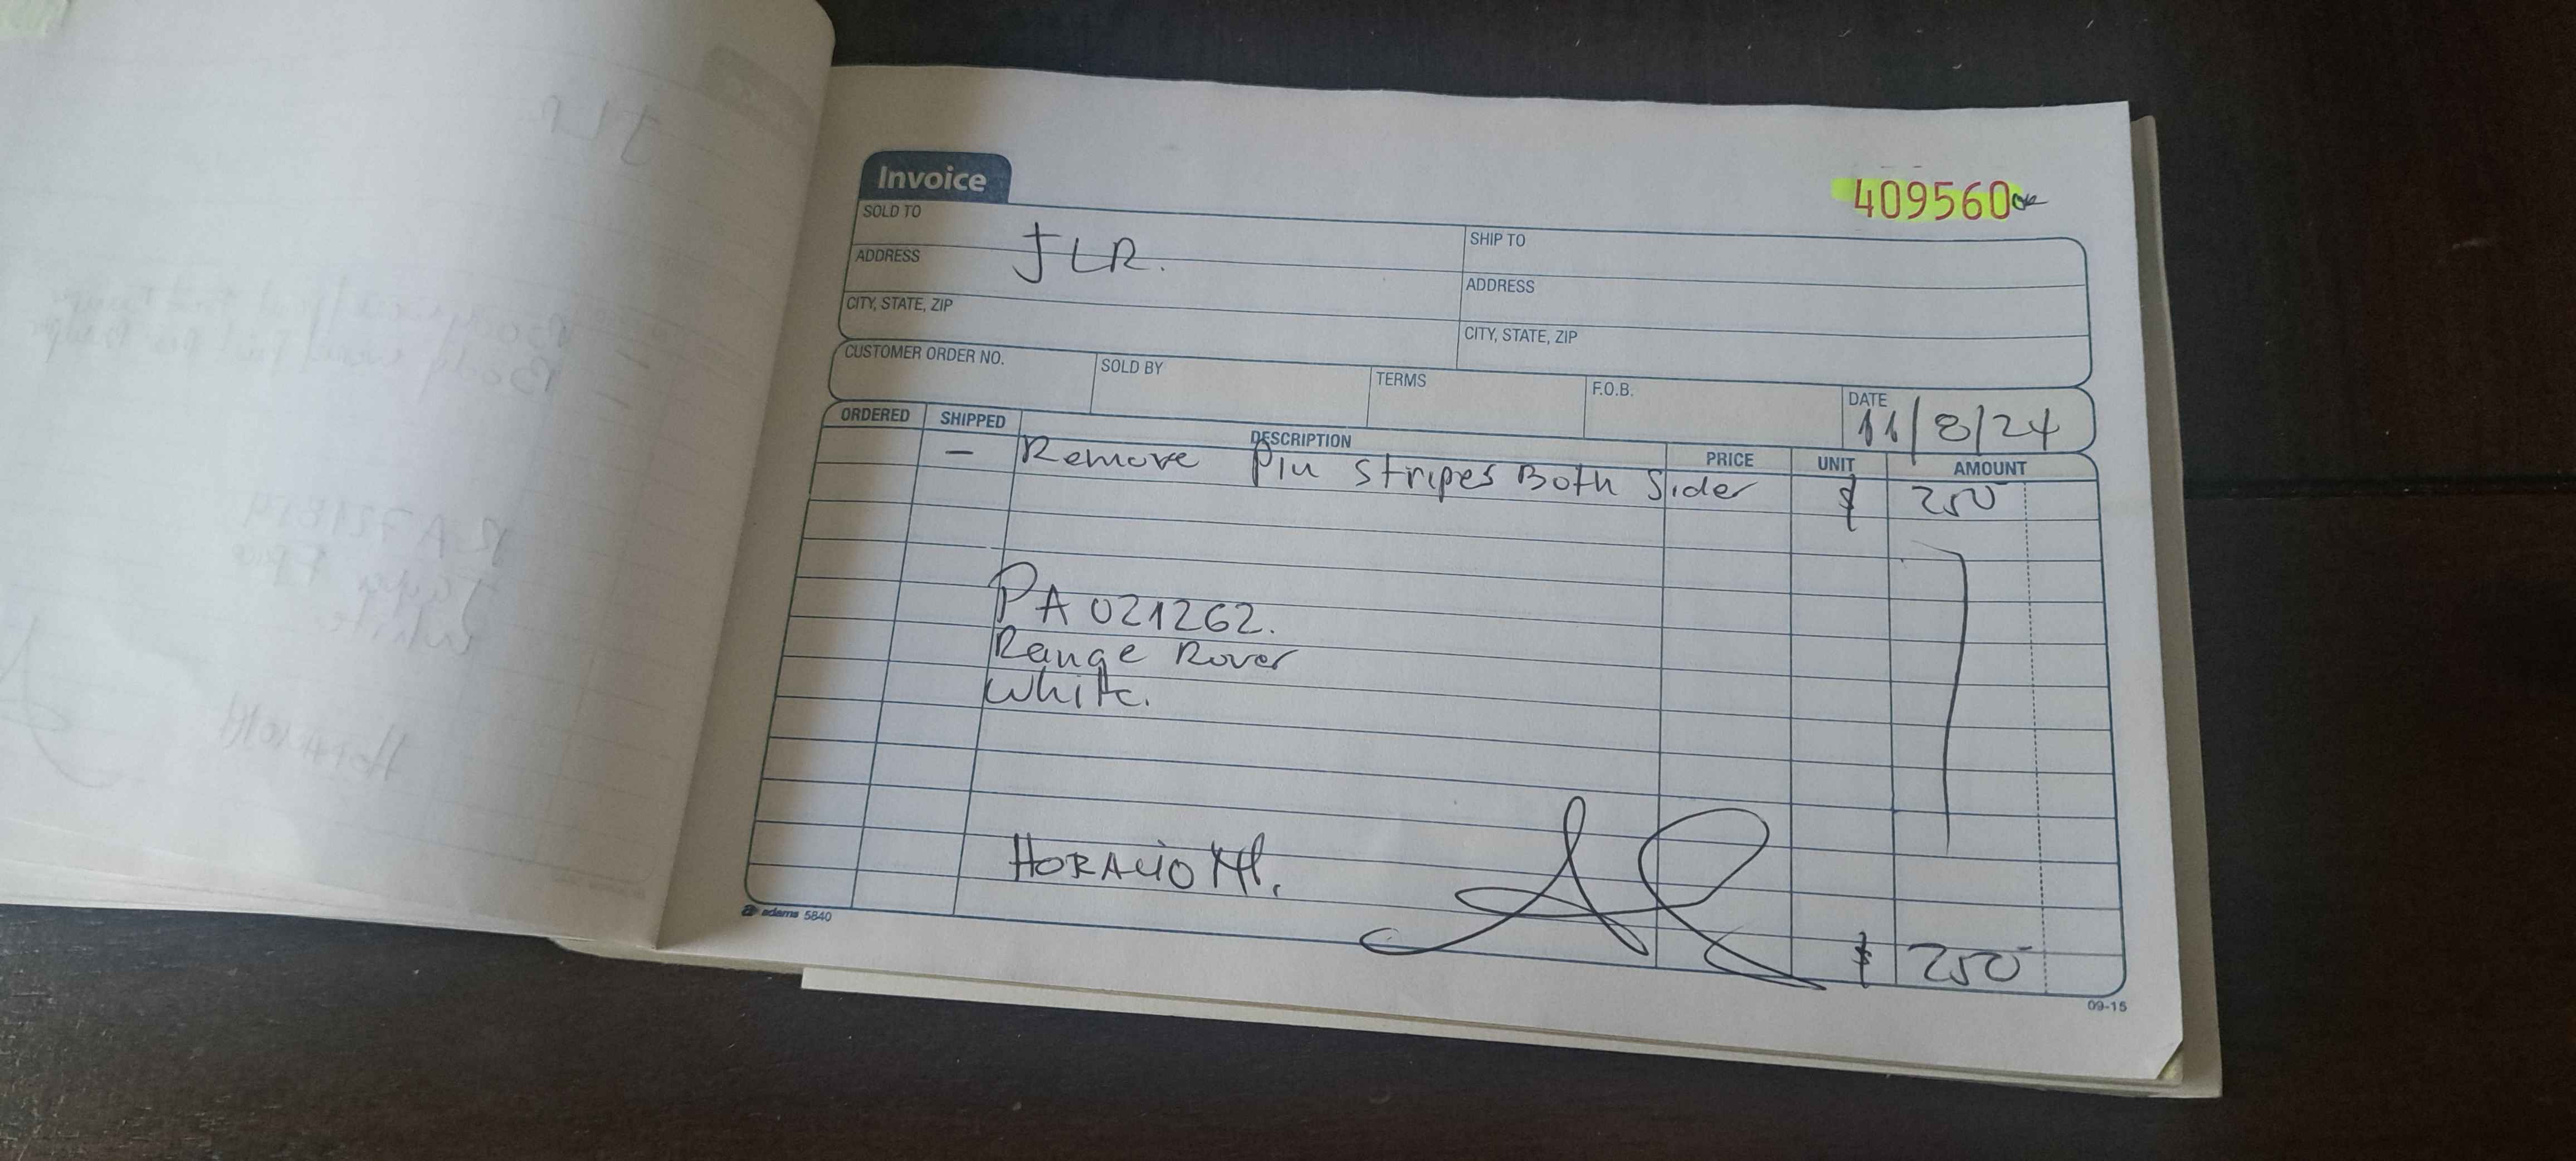 Invoice
409560 OK
SOLD TO
JLR.
ADDRESS
CITY, STATE, ZIP
SHIP TO
ADDRESS
CITY, STATE, ZIP
CUSTOMER ORDER NO.
SOLD BY
TERMS
F.O.B.
DATE
11/8/24
ORDERED SHIPPED DESCRIPTION PRICE UNIT AMOUNT
— Remove Pin Stripes Both Sider $ 250
PA021262.
Range Rover
White.
HORACIO M.
$ 250
adams 5840
09-15